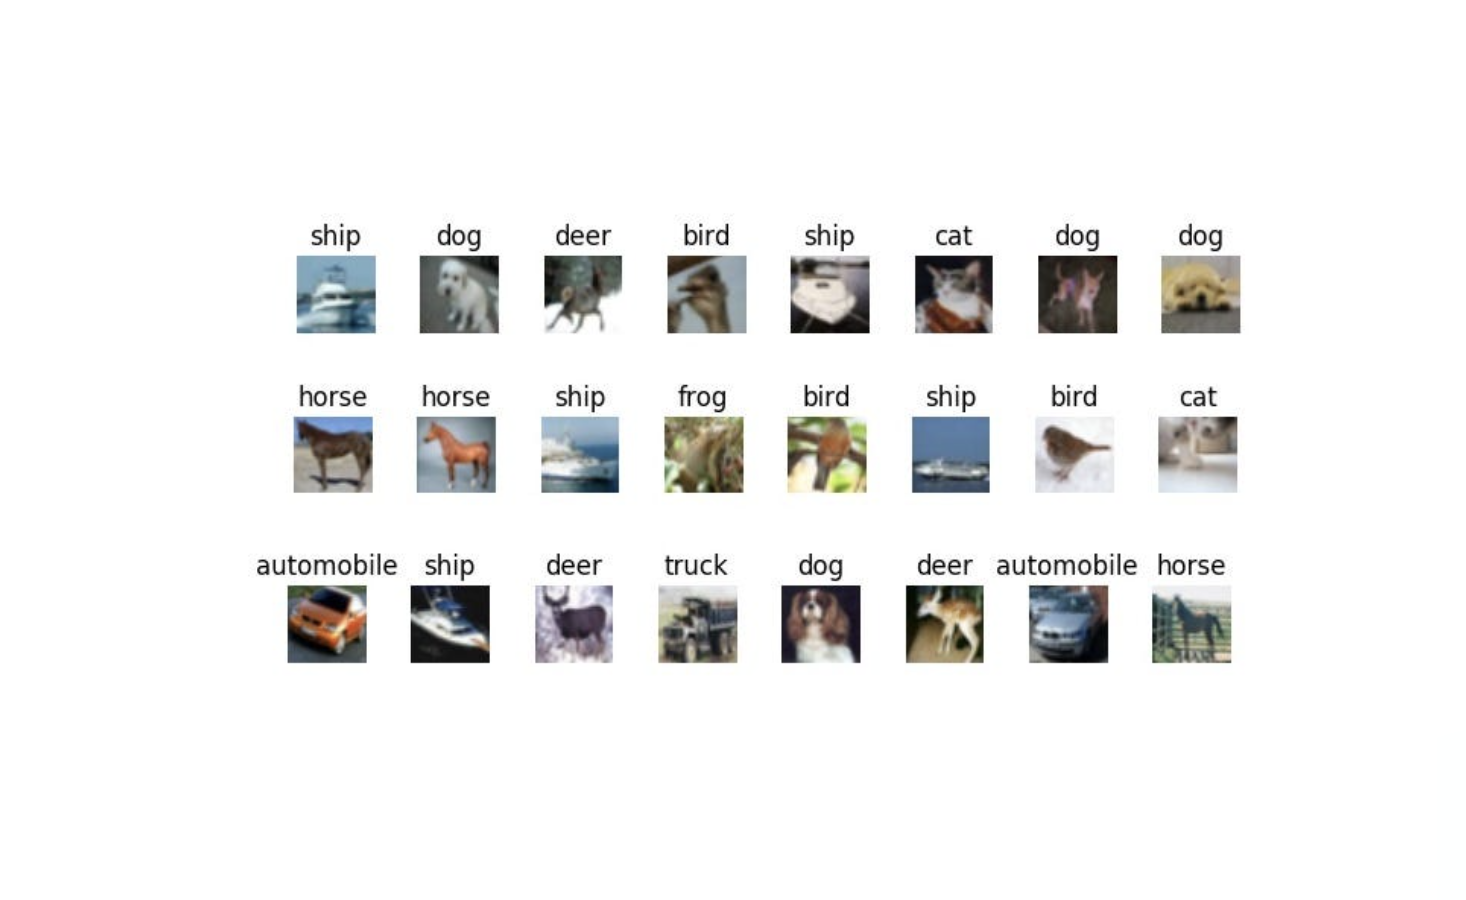 ship dog deer bird ship cat dog dog
horse horse ship frog bird ship bird cat
automobile ship deer truck dog deer automobile horse